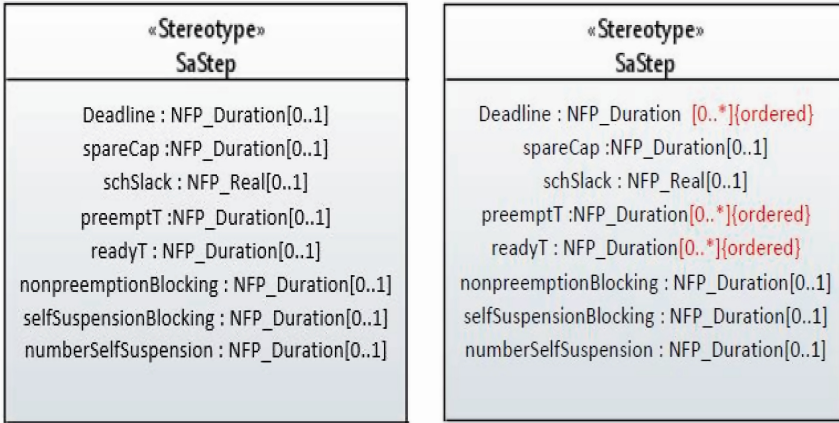 «Stereotype»
SaStep
Deadline : NFP_Duration[0..1]
spareCap :NFP_Duration[0..1]
schSlack : NFP_Real[0..1]
preemptT :NFP_Duration[0..1]
readyT : NFP_Duration[0..1]
nonpreemptionBlocking : NFP_Duration[0..1]
selfSuspensionBlocking : NFP_Duration[0..1]
numberSelfSuspension : NFP_Duration[0..1]
«Stereotype»
SaStep
Deadline : NFP_Duration [0..*]{ordered}
spareCap :NFP_Duration[0..1]
schSlack : NFP_Real[0..1]
preemptT :NFP_Duration[0..*]{ordered}
readyT : NFP_Duration[0..*]{ordered}
nonpreemptionBlocking : NFP_Duration[0..1]
selfSuspensionBlocking : NFP_Duration[0..1]
numberSelfSuspension : NFP_Duration[0..1]